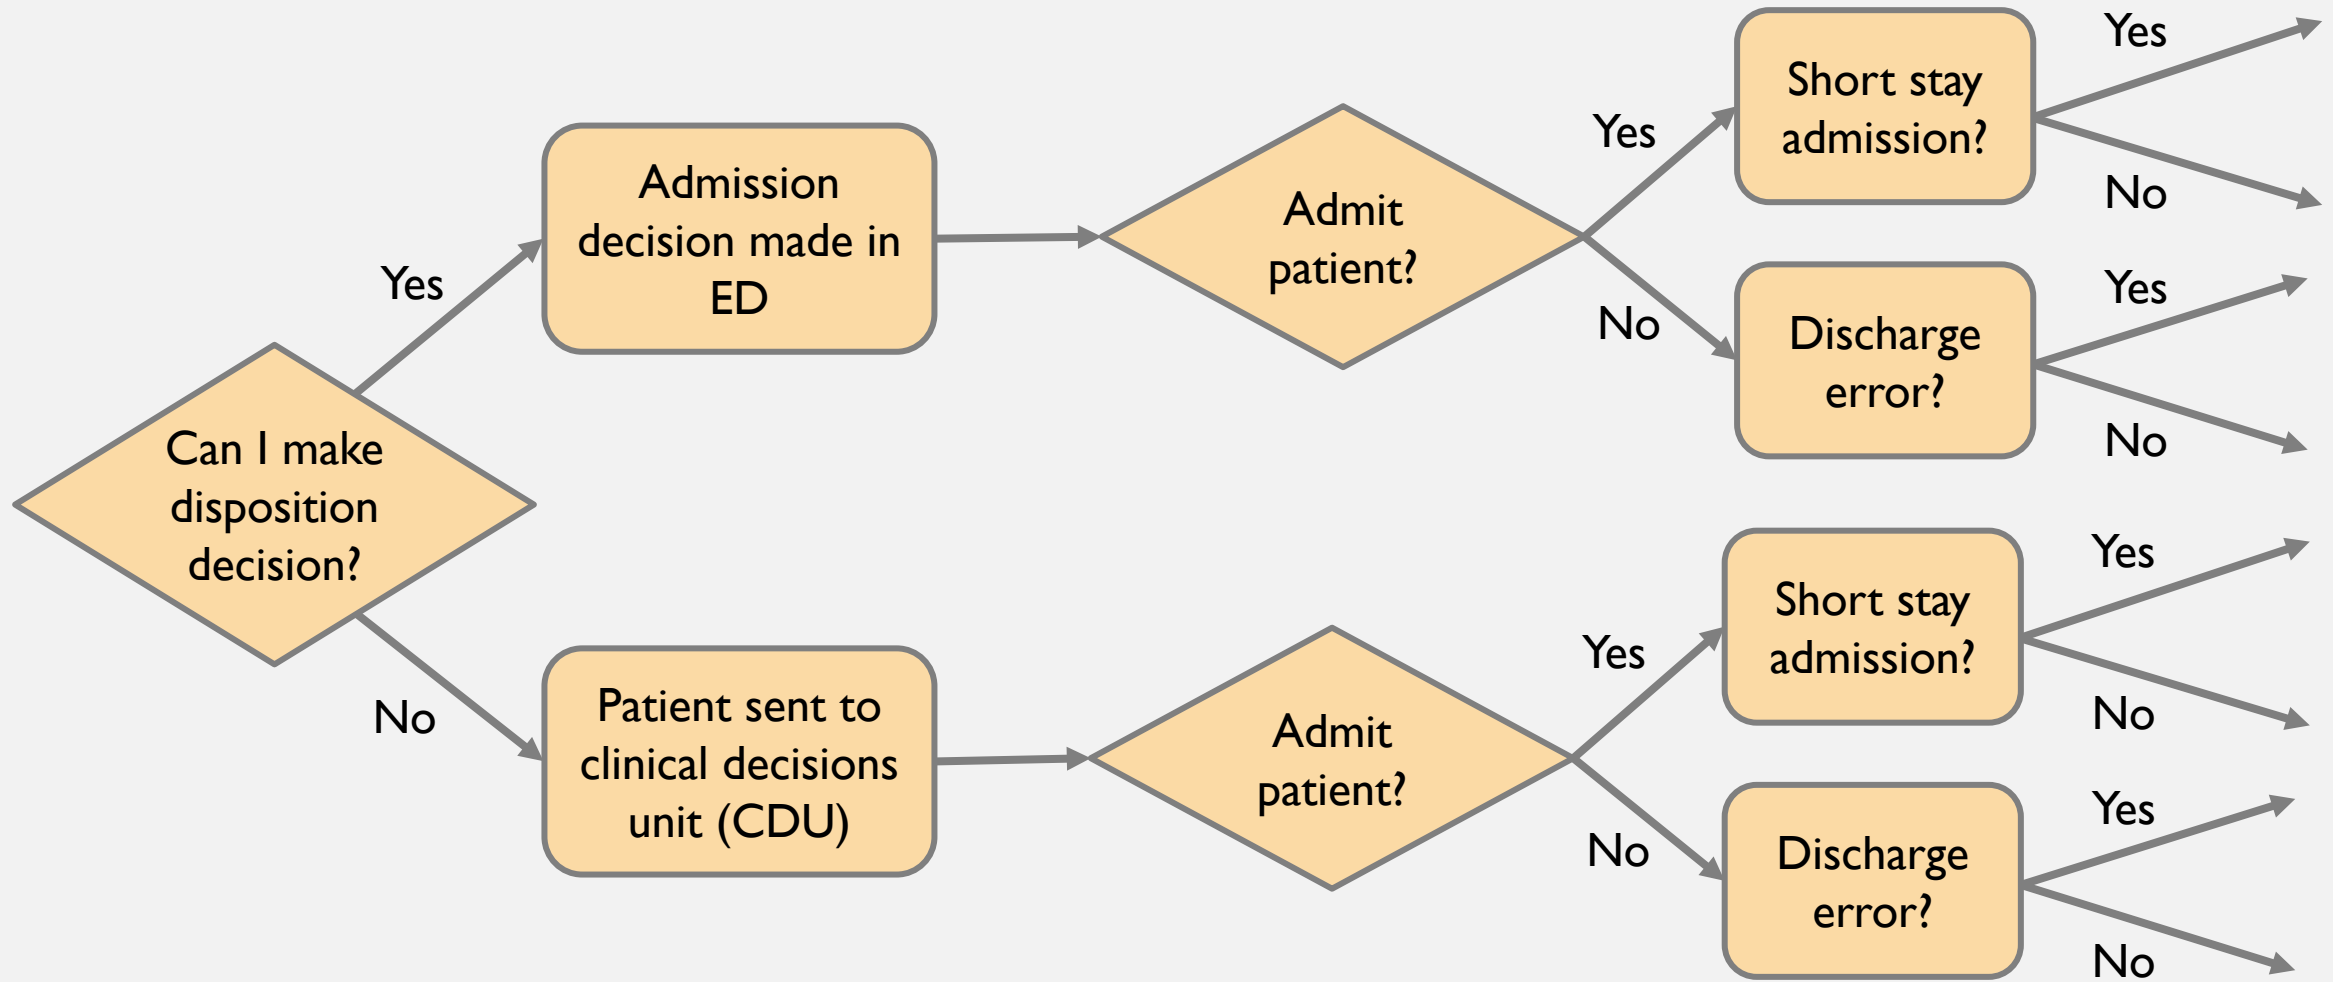 Can I make
disposition
decision?
Yes
No
Admission
decision made in
ED
Admit
patient?
Yes
No
Short stay
admission?
Yes
No
Discharge
error?
Yes
No
Patient sent to
clinical decisions
unit (CDU)
Admit
patient?
Yes
No
Short stay
admission?
Yes
No
Discharge
error?
Yes
No